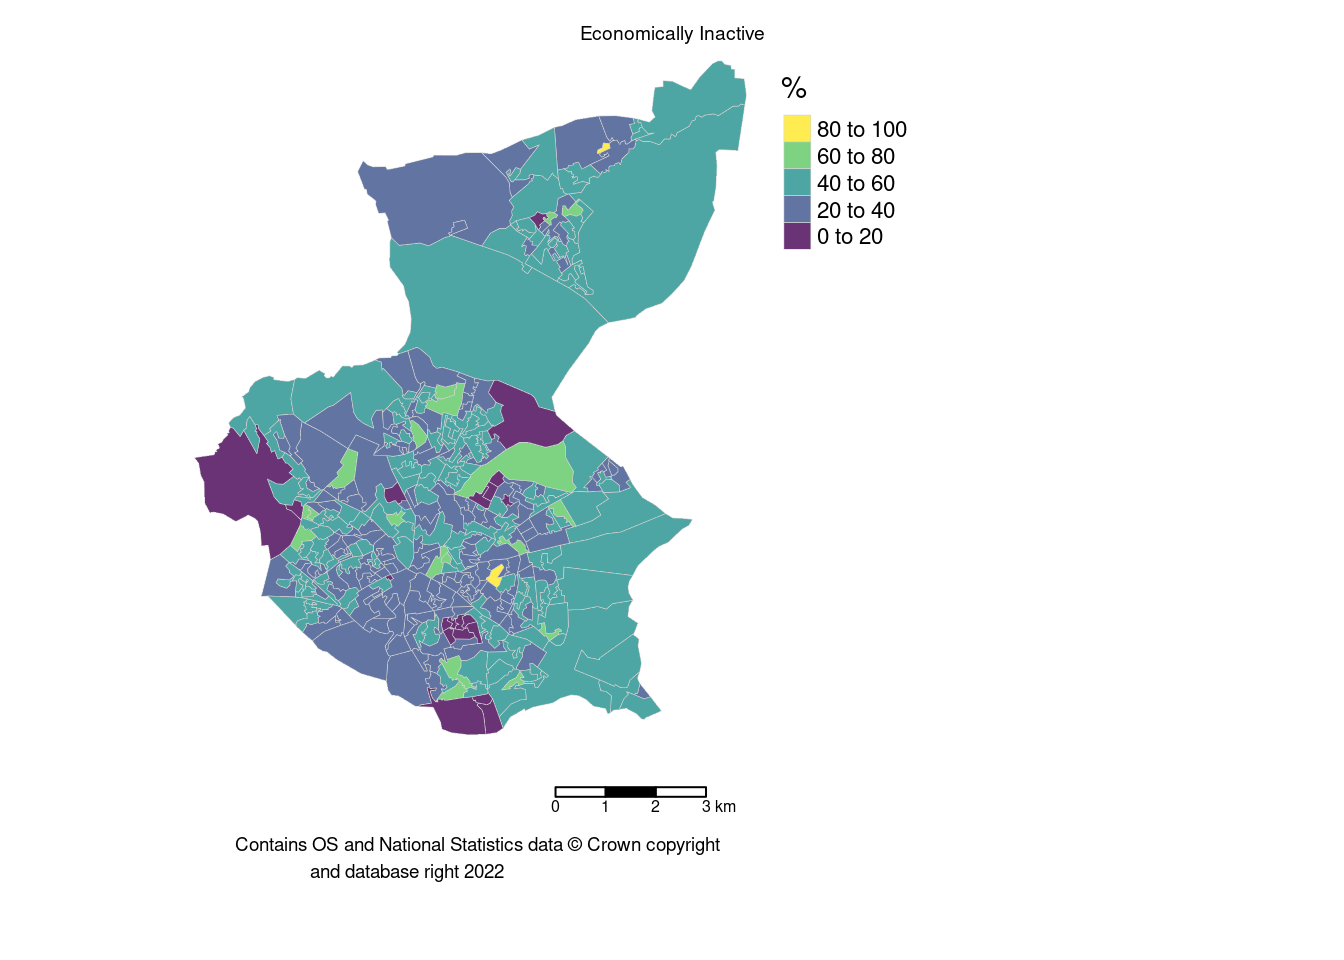 Economically Inactive
%
80 to 100
60 to 80
40 to 60
20 to 40
0 to 20
0 1 2 3 km
Contains OS and National Statistics data © Crown copyright
and database right 2022